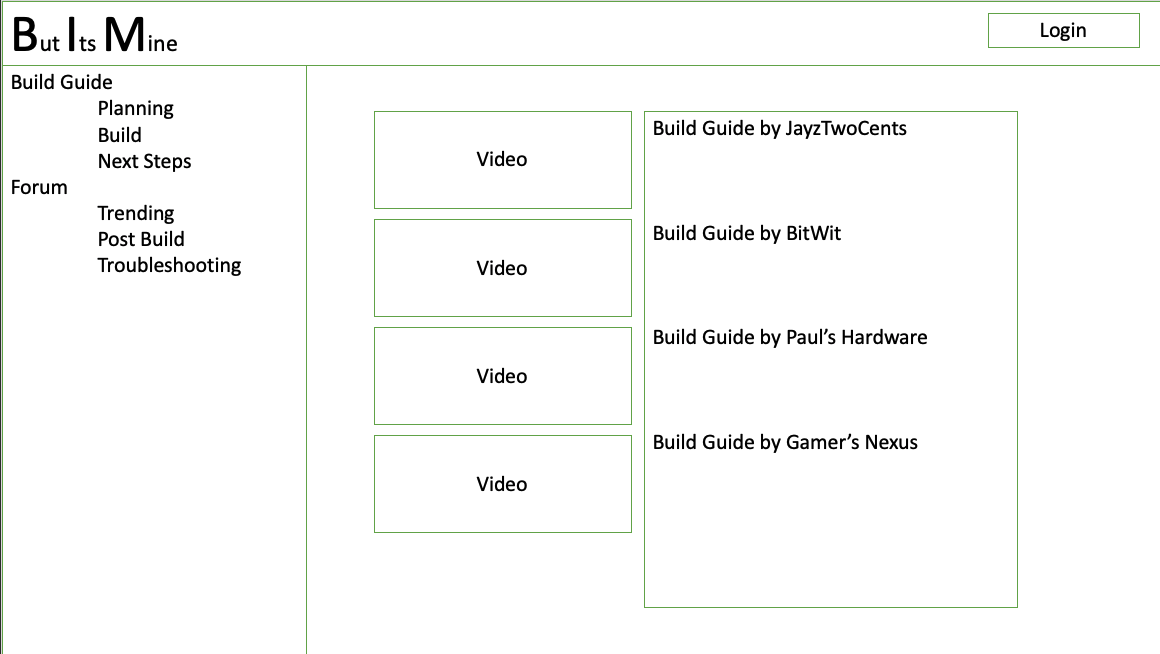 But Its Mine
Login
Build Guide
Planning
Build
Next Steps
Forum
Trending
Post Build
Troubleshooting
Video
Build Guide by JayzTwoCents
Video
Build Guide by BitWit
Video
Build Guide by Paul’s Hardware
Video
Build Guide by Gamer’s Nexus